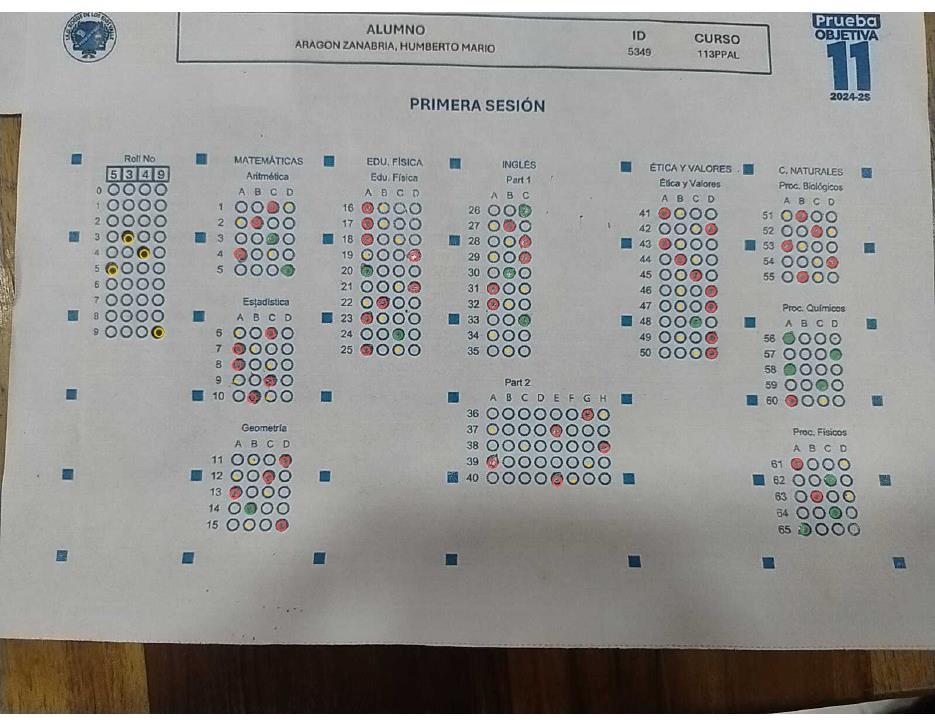 ALUMNO
ARAGON ZANABRIA, HUMBERTO MARIO
ID
5349
CURSO
113PPAL
Prueba
OBJETIVA
11
2024-2S
PRIMERA SESIÓN
Roll No
5 3 4 9
0
1
2
3
4
5
6
7
8
9
MATEMÁTICAS
Aritmética
A B C D
1
2
3
4
5
Estadística
A B C D
6
7
8
9
10
Geometría
A B C D
11
12
13
14
15
EDU. FÍSICA
Edu. Física
A B C D
16
17
18
19
20
21
22
23
24
25
INGLÉS
Part 1
A B C
26
27
28
29
30
31
32
33
34
35
Part 2
A B C D E F G H
36
37
38
39
40
ÉTICA Y VALORES
Ética y Valores
A B C D
41
42
43
44
45
46
47
48
49
50
C. NATURALES
Proc. Biológicos
A B C D
51
52
53
54
55
Proc. Químicos
A B C D
56
57
58
59
60
Proc. Físicos
A B C D
61
62
63
64
65